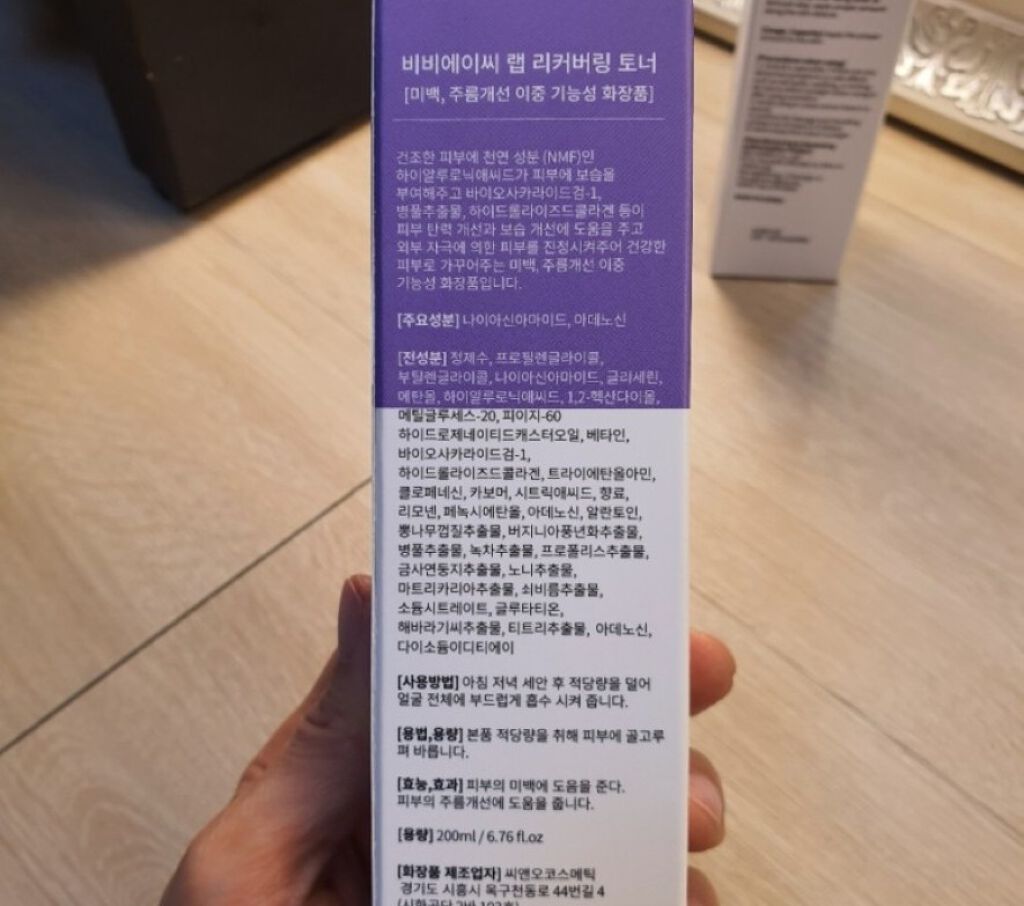 비비에이씨 랩 리커버링 토너
[미백, 주름개선 이중 기능성 화장품]
건조한 피부에 천연 성분 (NMF)인
하이알루로닉애씨드가 피부에 보습을
부여해주고 바이오사카라이드검-1,
병풀추출물, 하이드롤라이즈드콜라겐 등이
피부 탄력 개선과 보습 개선에 도움을 주고
외부 자극에 의한 피부를 진정시켜주어 건강한
피부로 가꾸어주는 미백, 주름개선 이중
기능성 화장품입니다.
[주요성분] 나이아신아마이드, 아데노신
[전성분] 정제수, 프로필렌글라이콜,
부틸렌글라이콜, 나이아신아마이드, 글리세린,
에탄올, 하이알루로닉애씨드, 1,2-헥산다이올,
메틸글루세스-20, 피이지-60
하이드로제네이티드캐스터오일, 베타인,
바이오사카라이드검-1,
하이드롤라이즈드콜라겐, 트라이에탄올아민,
클로페네신, 카보머, 시트릭애씨드, 향료,
리모넨, 페녹시에탄올, 아데노신, 알란토인,
뽕나무껍질추출물, 버지니아풍년화추출물,
병풀추출물, 녹차추출물, 프로폴리스추출물,
금사연둥지추출물, 노니추출물,
마트리카리아추출물, 쇠비름추출물,
소듐시트레이트, 글루타티온,
해바라기씨추출물, 티트리추출물, 아데노신,
다이소듐이디티에이
[사용방법] 아침 저녁 세안 후 적당량을 덜어
얼굴 전체에 부드럽게 흡수 시켜 줍니다.
[용법,용량] 본품 적당량을 취해 피부에 골고루
펴 바릅니다.
[효능,효과] 피부의 미백에 도음을 준다.
피부의 주름개선에 도움을 줍니다.
[용량] 200ml / 6.76 fl.oz
[화장품 제조업자] 씨앤오코스메틱
경기도 시흥시 옥구천동로 44번길 4